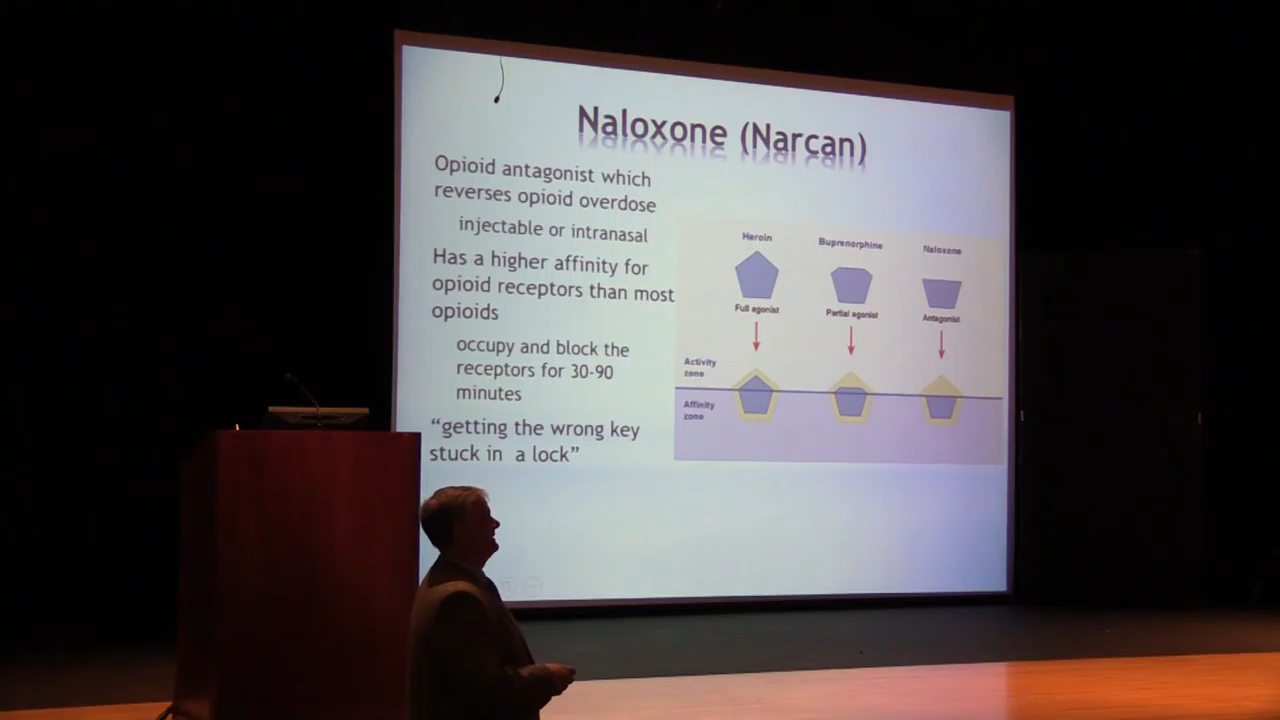 Naloxone (Narcan)
Opioid antagonist which
reverses opioid overdose
injectable or intranasal
Has a higher affinity for
opioid receptors than most
opioids
occupy and block the
receptors for 30-90
minutes
“getting the wrong key
stuck in a lock”
Heroin
Buprenorphine
Naloxone
Full agonist
Partial agonist
Antagonist
Activity
zone
Affinity
zone